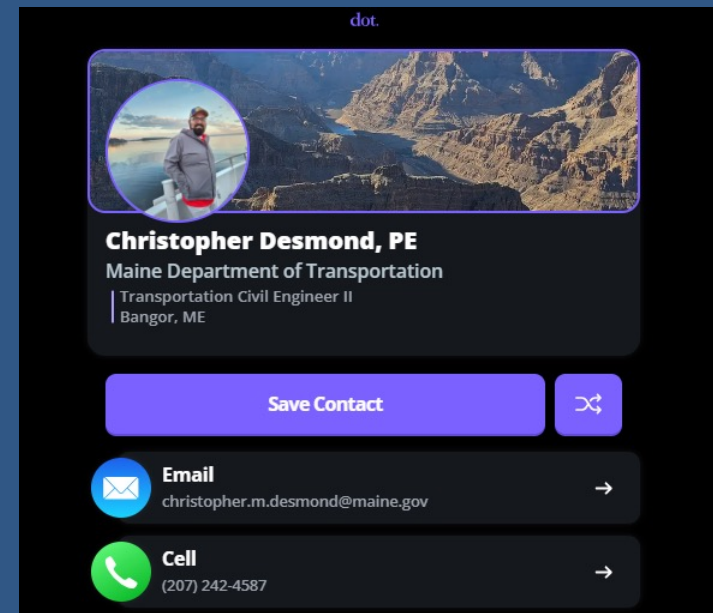 dot.
Christopher Desmond, PE
Maine Department of Transportation
Transportation Civil Engineer II
Bangor, ME
Save Contact
Email
christopher.m.desmond@maine.gov
Cell
(207) 242-4587